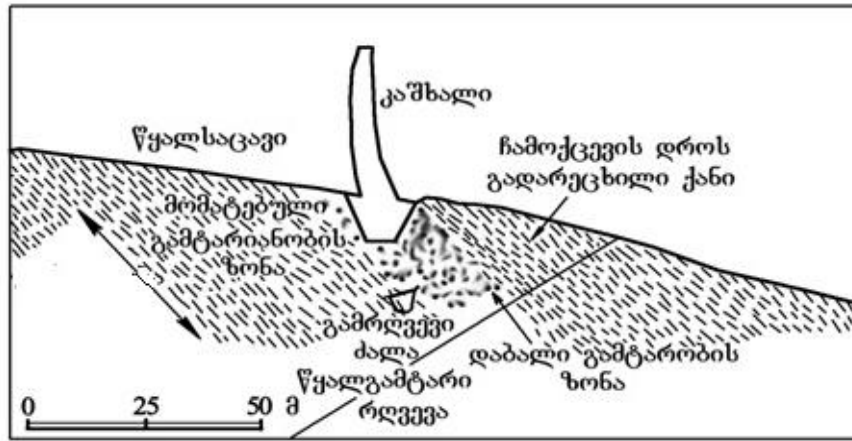 კაშხალი
წყალსაცავი
ჩამოქცევის დროს
გადარეცხილი ქანი
მომატებული
გამტარიანობის
ზონა
გამრღვევი
ძალა
წყალგამტარი
რღვევა
დაბალი გამტარობის
ზონა
0 25 50 მ